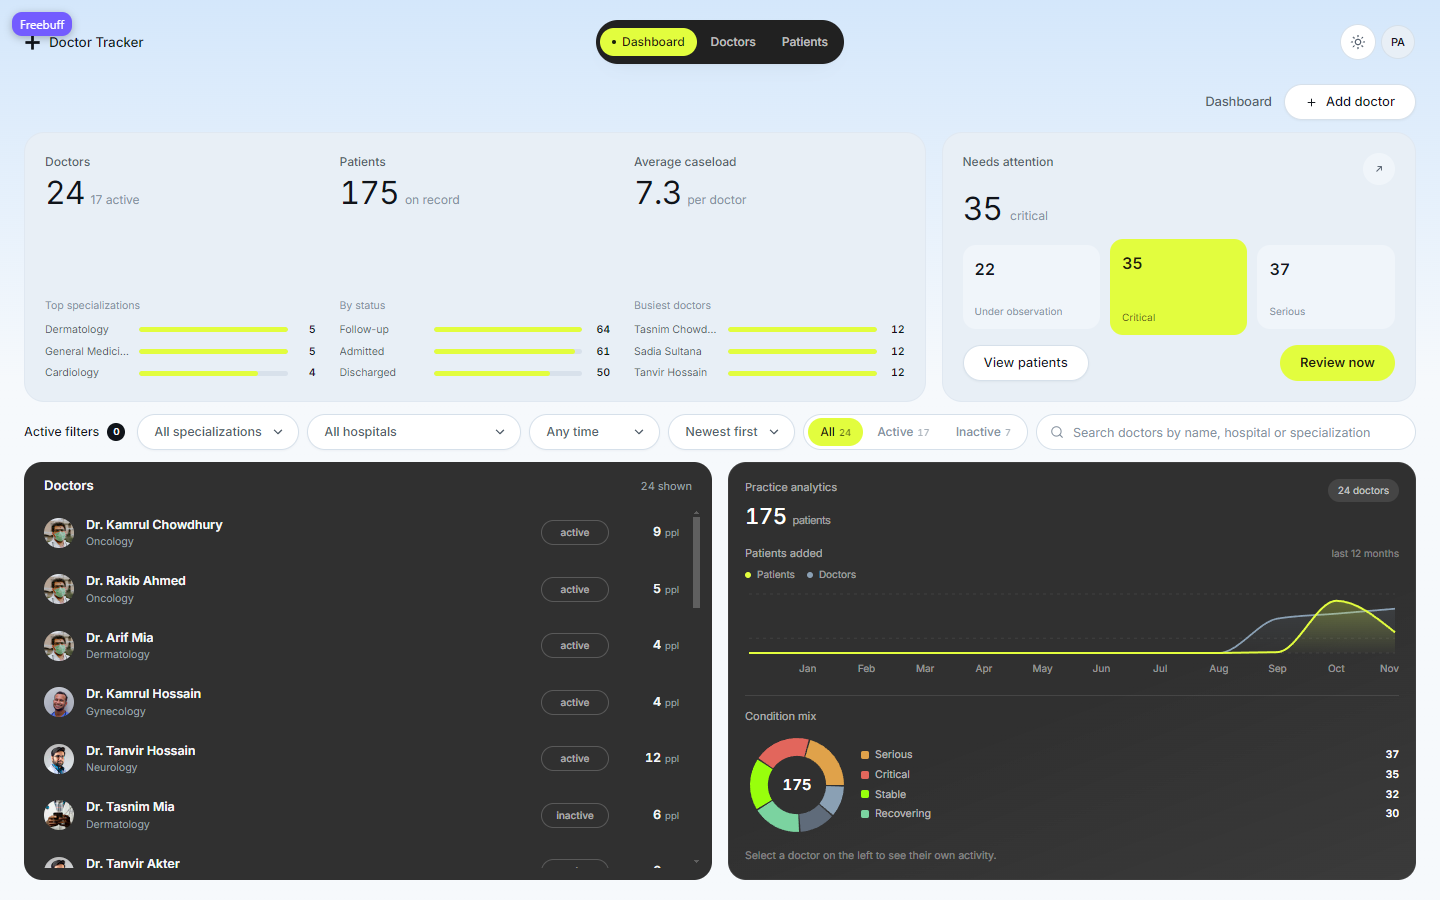 Freebuff
Doctor Tracker
Dashboard
Doctors
Patients
PA
Dashboard
+ Add doctor
Doctors
24 17 active
Patients
175 on record
Average caseload
7.3 per doctor
Top specializations
Dermatology 5
General Medici... 5
Cardiology 4
By status
Follow-up 64
Admitted 61
Discharged 50
Busiest doctors
Tasnim Chowd... 12
Sadia Sultana 12
Tanvir Hossain 12
Needs attention
35 critical
22
Under observation
35
Critical
37
Serious
View patients
Review now
Active filters 0
All specializations
All hospitals
Any time
Newest first
All 24
Active 17
Inactive 7
Search doctors by name, hospital or specialization
Doctors
24 shown
Dr. Kamrul Chowdhury
Oncology
active
9 ppl
Dr. Rakib Ahmed
Oncology
active
5 ppl
Dr. Arif Mia
Dermatology
active
4 ppl
Dr. Kamrul Hossain
Gynecology
active
4 ppl
Dr. Tanvir Hossain
Neurology
active
12 ppl
Dr. Tasnim Mia
Dermatology
inactive
6 ppl
Dr. Tanvir Akter
Practice analytics
24 doctors
175 patients
Patients added
last 12 months
Patients
Doctors
Jan Feb Mar Apr May Jun Jul Aug Sep Oct Nov
Condition mix
175
Serious 37
Critical 35
Stable 32
Recovering 30
Select a doctor on the left to see their own activity.